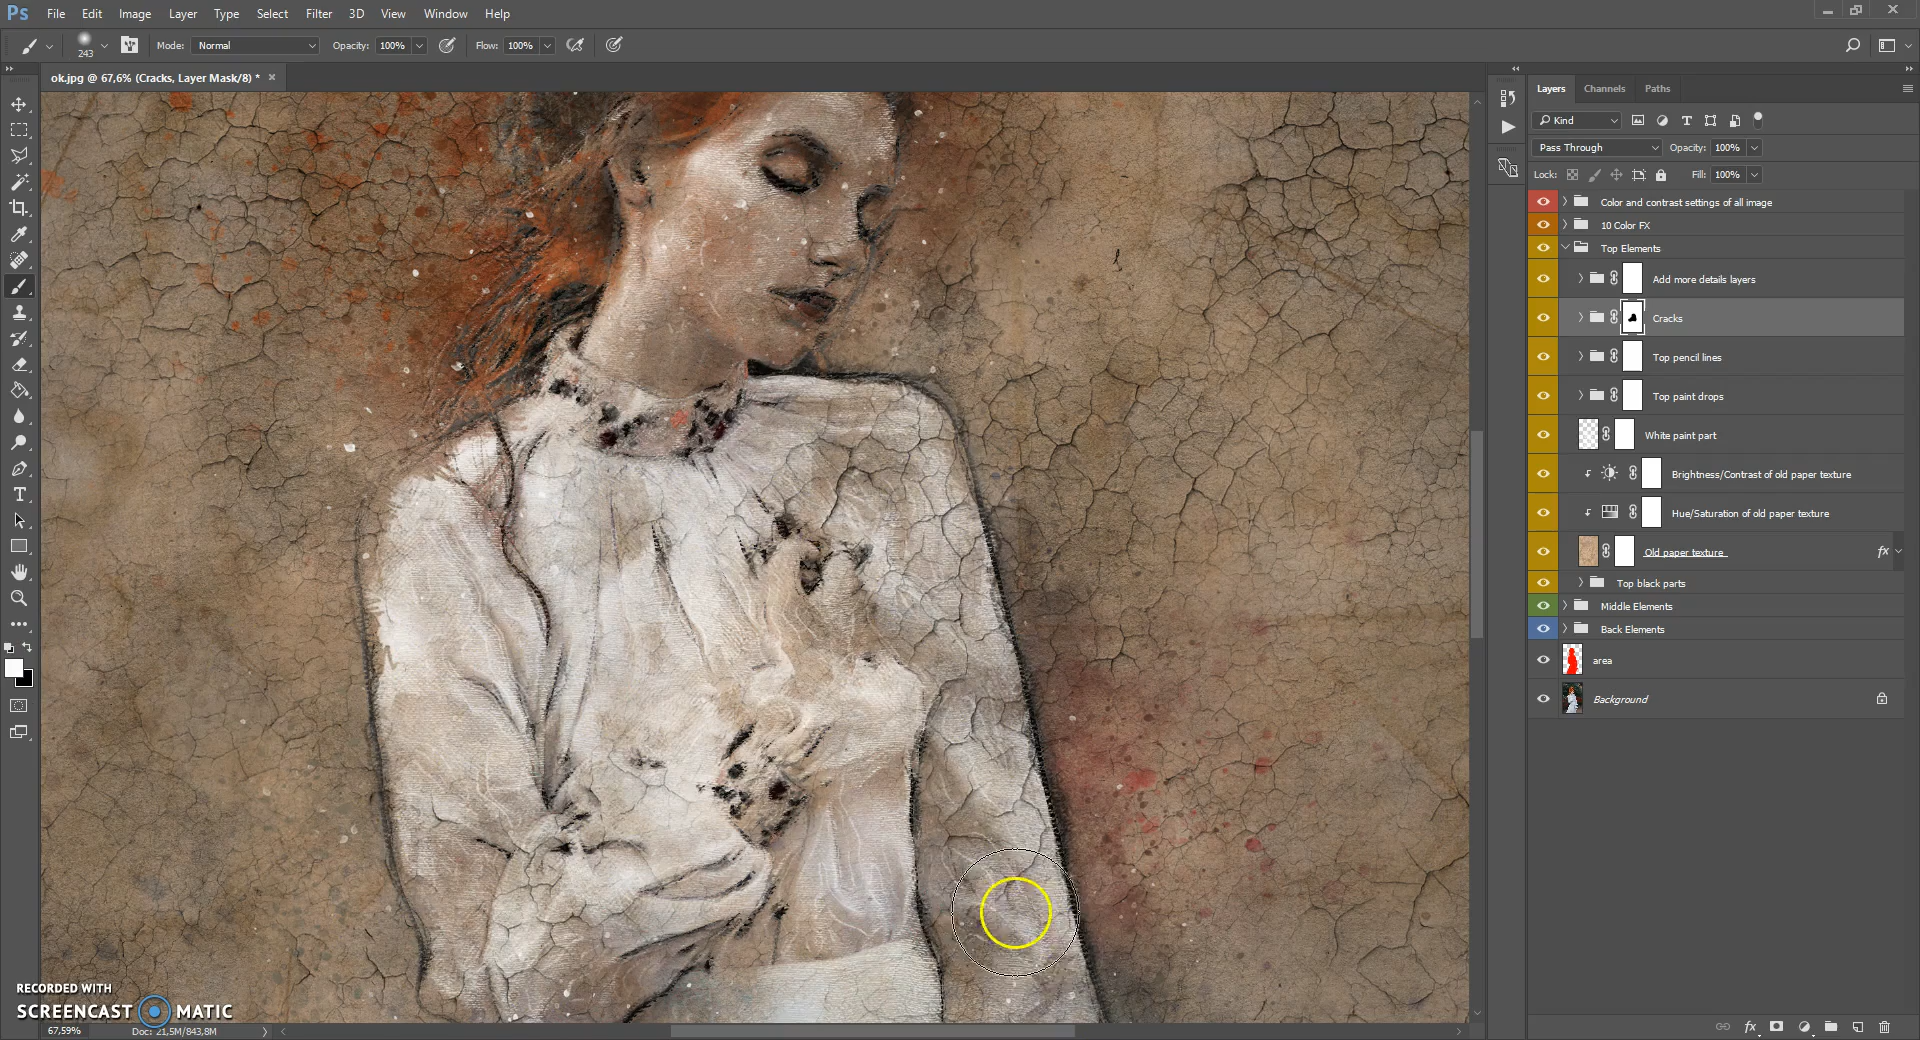 Ps File Edit Image Layer Type Select Filter 3D View Window Help
243 Mode: Normal Opacity: 100% Flow: 100%
ok.jpg @ 67,6% (Cracks, Layer Mask/8) * ×
Layers Channels Paths
Kind
Pass Through Opacity: 100%
Lock: Fill: 100%
Color and contrast settings of all image
10 Color FX
Top Elements
Add more details layers
Cracks
Top pencil lines
Top paint drops
White paint part
Brightness/Contrast of old paper texture
Hue/Saturation of old paper texture
Old paper texture fx
Top black parts
Middle Elements
Back Elements
area
Background
RECORDED WITH
SCREENCAST MATIC
67,59% Doc: 21,5M/843,8M
fx